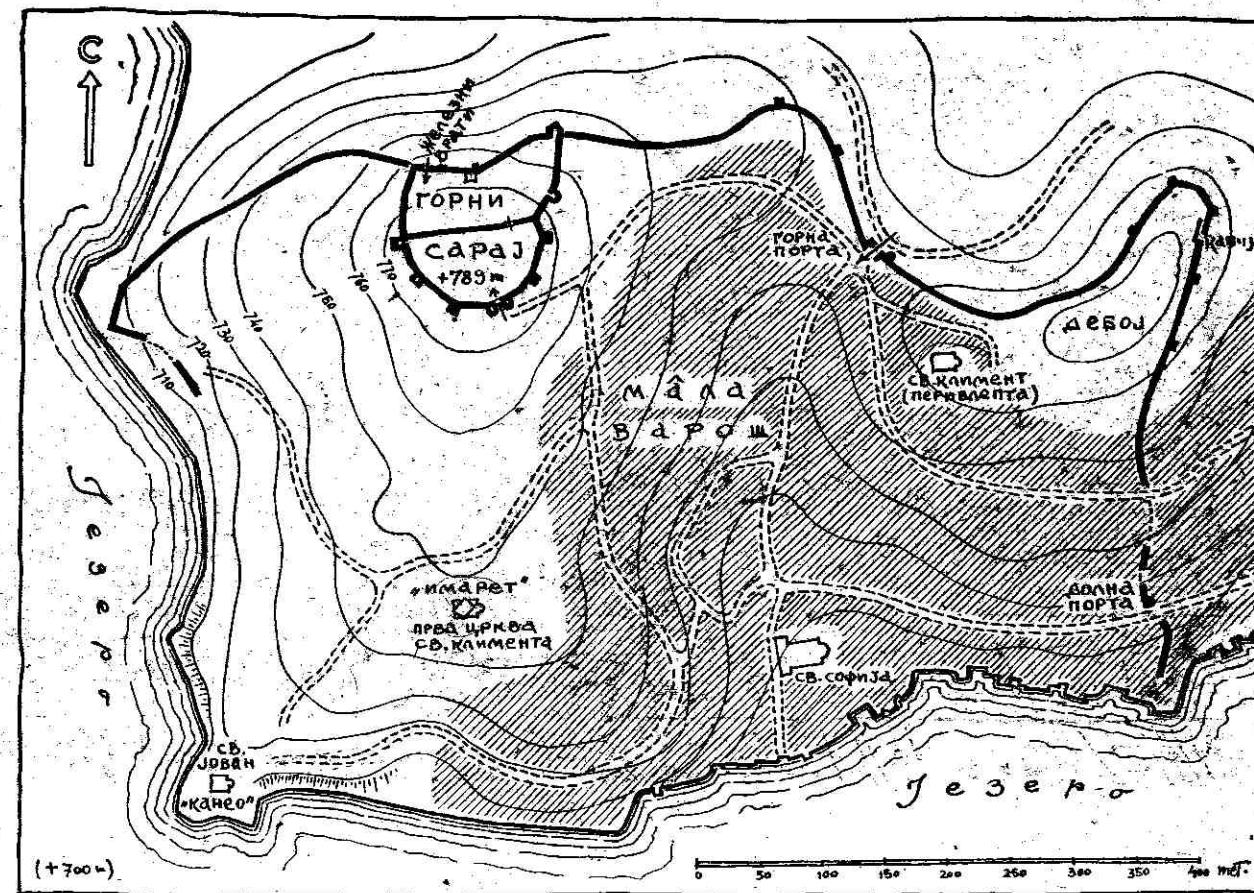 С
ЖЕЛЕЗНИ
ВРАТА
ГОРНИ
САРАЈ
+789 m
770
760
750
740
730
720
710
ГОРНА
ПОРТА
ДЕБОЈ
СВ. КЛИМЕНТ
(ПЕРИВЛЕПТА)
МАЛА
ВАРОШ
Језеро
„ИМАРЕТ“
ПРВА ЦРКВА
СВ. КЛИМЕНТА
ДОЛНА
ПОРТА
СВ. СОФИЈА
СВ.
ЈОВАН
„КАНЕО“
Језеро
(+700 m)
0 50 100 150 200 250 300 350 400 мет.